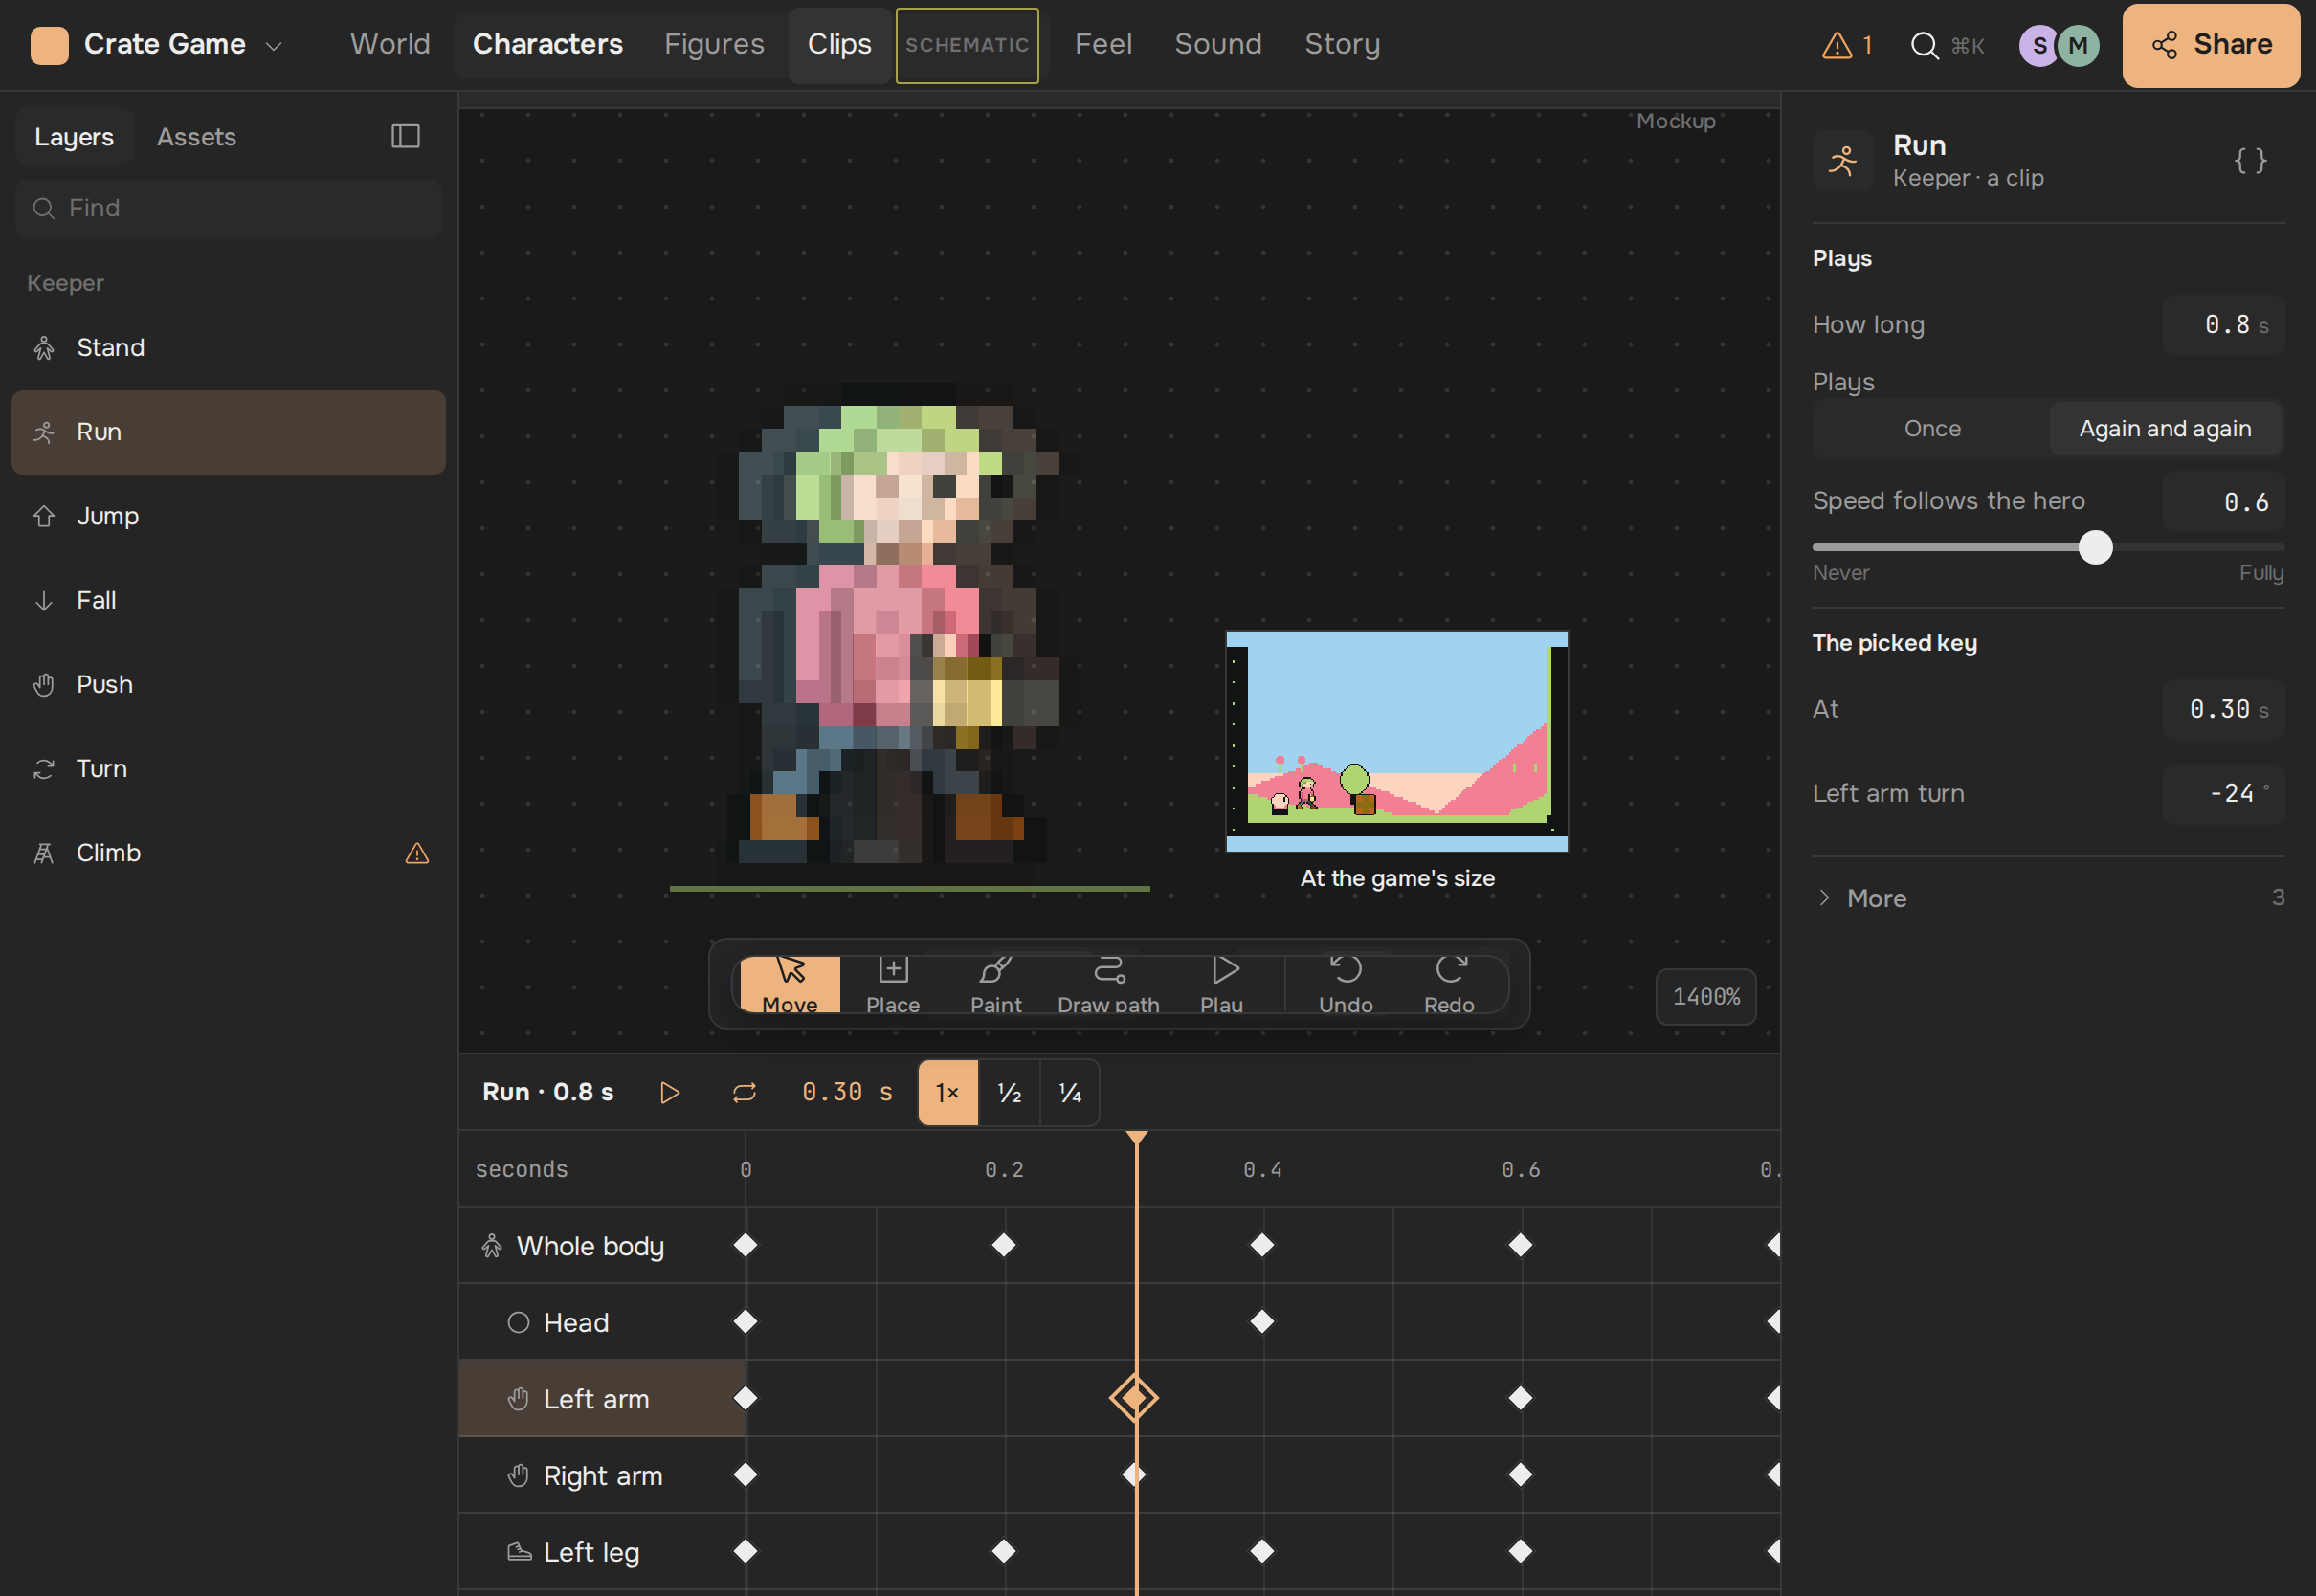 Crate Game World Characters Figures Clips SCHEMATIC Feel Sound Story 1 ⌘K S M Share
Layers Assets
Find
Keeper
Stand
Run
Jump
Fall
Push
Turn
Climb
Mockup
At the game's size
Move Place Paint Draw path Play Undo Redo
1400%
Run · 0.8 s 0.30 s 1× ½ ¼
seconds 0 0.2 0.4 0.6 0.
Whole body
Head
Left arm
Right arm
Left leg
Run
Keeper · a clip
{ }
Plays
How long 0.8 s
Plays
Once Again and again
Speed follows the hero 0.6
Never Fully
The picked key
At 0.30 s
Left arm turn -24 °
More 3